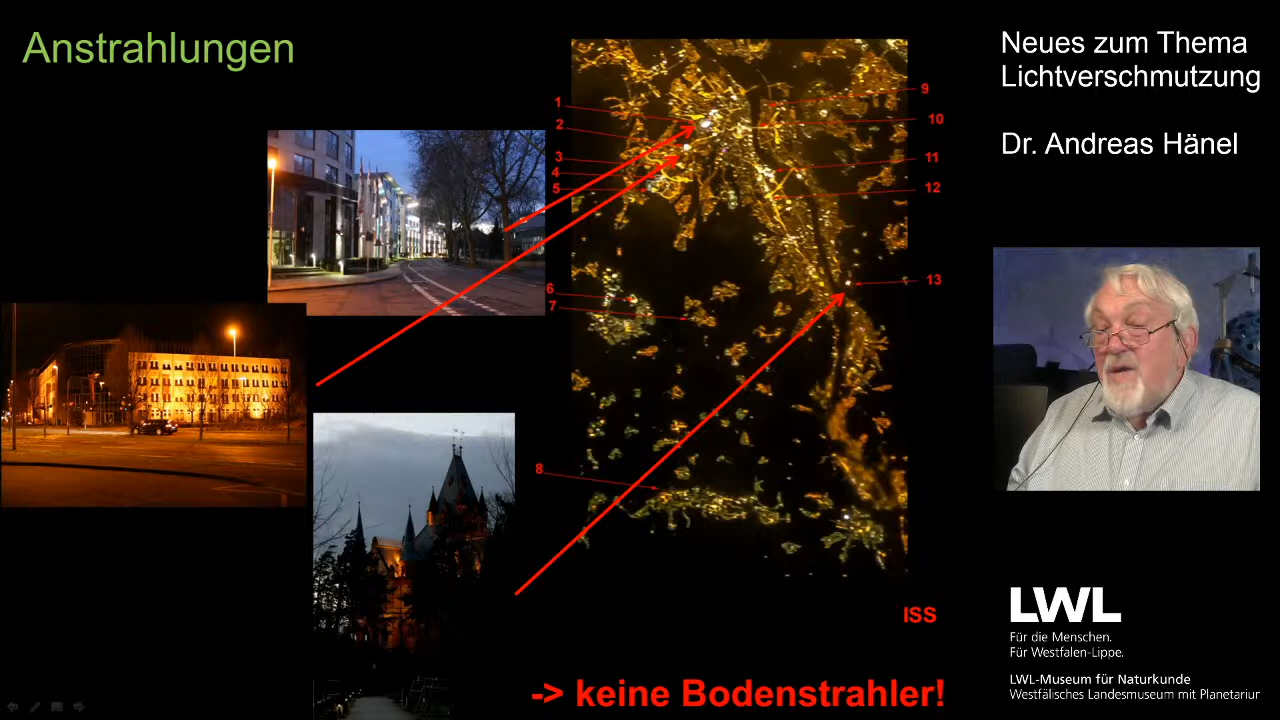 Anstrahlungen
Neues zum Thema
Lichtverschmutzung
Dr. Andreas Hänel
1
2
3
4
5
6
7
8
9
10
11
12
13
ISS
-> keine Bodenstrahler!
LWL
Für die Menschen.
Für Westfalen-Lippe.
LWL-Museum für Naturkunde
Westfälisches Landesmuseum mit Planetarium